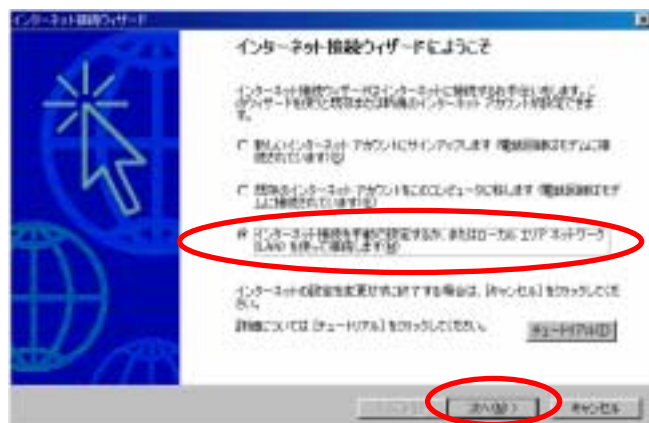 インターネット接続ウィザード
インターネット接続ウィザードにようこそ
インターネット接続ウィザードはインターネットに接続するお手伝いをします。こ
のウィザードを使うと既存または新規のインターネット アカウントが設定できま
す。
新しいインターネット アカウントにサインアップします (電話回線はモデムに接
続されています)(S)
既存のインターネット アカウントをこのコンピュータに移します (電話回線はモデ
ムに接続されています)(E)
インターネット接続を手動で設定するか、またはローカル エリア ネットワーク
(LAN) を使って接続します(M)
インターネットの設定を変更せずに終了する場合は、[キャンセル] をクリックしてくだ
さい。
詳細については [チュートリアル] をクリックしてください。
チュートリアル(T)
次へ(N) >
キャンセル